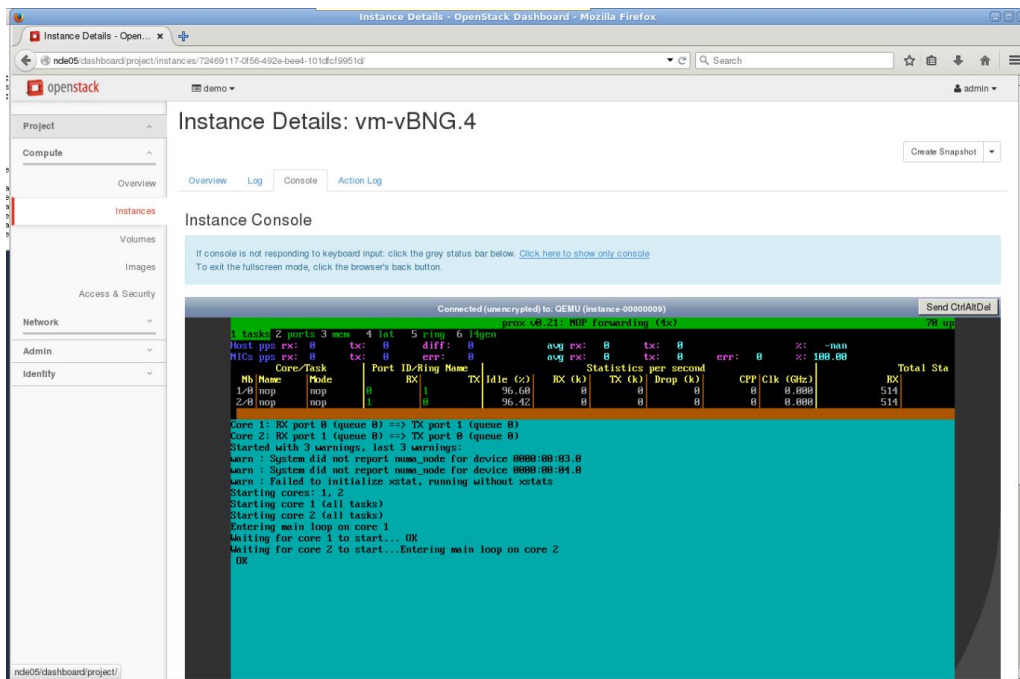 Instance Details - OpenStack Dashboard - Mozilla Firefox
Instance Details - Open... ×
nde05/dashboard/project/instances/72469117-0f56-492e-bee4-101dfcf9951d/ Search
openstack demo admin
Project
Instance Details: vm-vBNG.4
Compute
Create Snapshot
Overview
Overview Log Console Action Log
Instances
Instance Console
Volumes
If console is not responding to keyboard input: click the grey status bar below. Click here to show only console
Images
To exit the fullscreen mode, click the browser's back button.
Access & Security
Connected (unencrypted) to: QEMU (instance-00000009) Send CtrlAltDel
Network
prox v0.21: NOP forwarding (4x) 70 up
1 tasks 2 ports 3 mem 4 lat 5 ring 6 l4gen
Host pps rx: 0 tx: 0 diff: 0 avg rx: 0 tx: 0 %: -nan
Admin
NICs pps rx: 0 tx: 0 err: 0 avg rx: 0 tx: 0 err: 0 %: 100.00
Core/Task Port ID/Ring Name Statistics per second Total Sta
Identity
Nb Name Mode RX TX Idle (%) RX (k) TX (k) Drop (k) CPP Clk (GHz) RX
1/0 nop nop 0 1 96.60 0 0 0 0 0.000 514
2/0 nop nop 1 0 96.42 0 0 0 0 0.000 514
Core 1: RX port 0 (queue 0) ==> TX port 1 (queue 0)
Core 2: RX port 1 (queue 0) ==> TX port 0 (queue 0)
Started with 3 warnings, last 3 warnings:
warn : System did not report numa_node for device 0000:00:03.0
warn : System did not report numa_node for device 0000:00:04.0
warn : Failed to initialize xstat, running without xstats
Starting cores: 1, 2
Starting core 1 (all tasks)
Starting core 2 (all tasks)
Entering main loop on core 1
Waiting for core 1 to start... OK
Waiting for core 2 to start...Entering main loop on core 2
OK
nde05/dashboard/project/